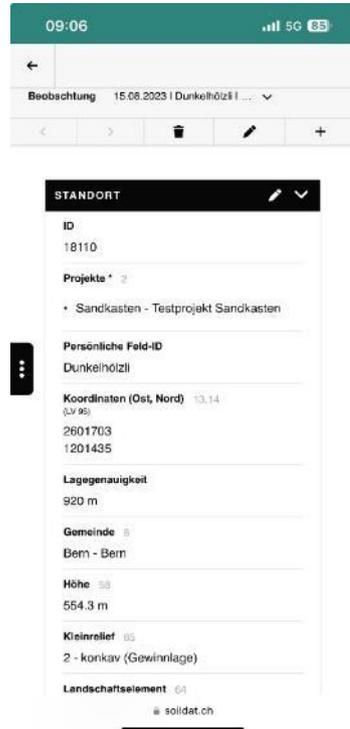 09:06 5G 85
Beobachtung 15.08.2023 | Dunkelhölzli | ...
STANDORT
ID
18110
Projekte * 2
• Sandkasten - Testprojekt Sandkasten
Persönliche Feld-ID
Dunkelhölzli
Koordinaten (Ost, Nord) 13,14
(LV 95)
2601703
1201435
Lagegenauigkeit
920 m
Gemeinde 6
Bern - Bern
Höhe 58
554.3 m
Kleinrelief 65
2 - konkav (Gewinnlage)
Landschaftselement 64
soildat.ch